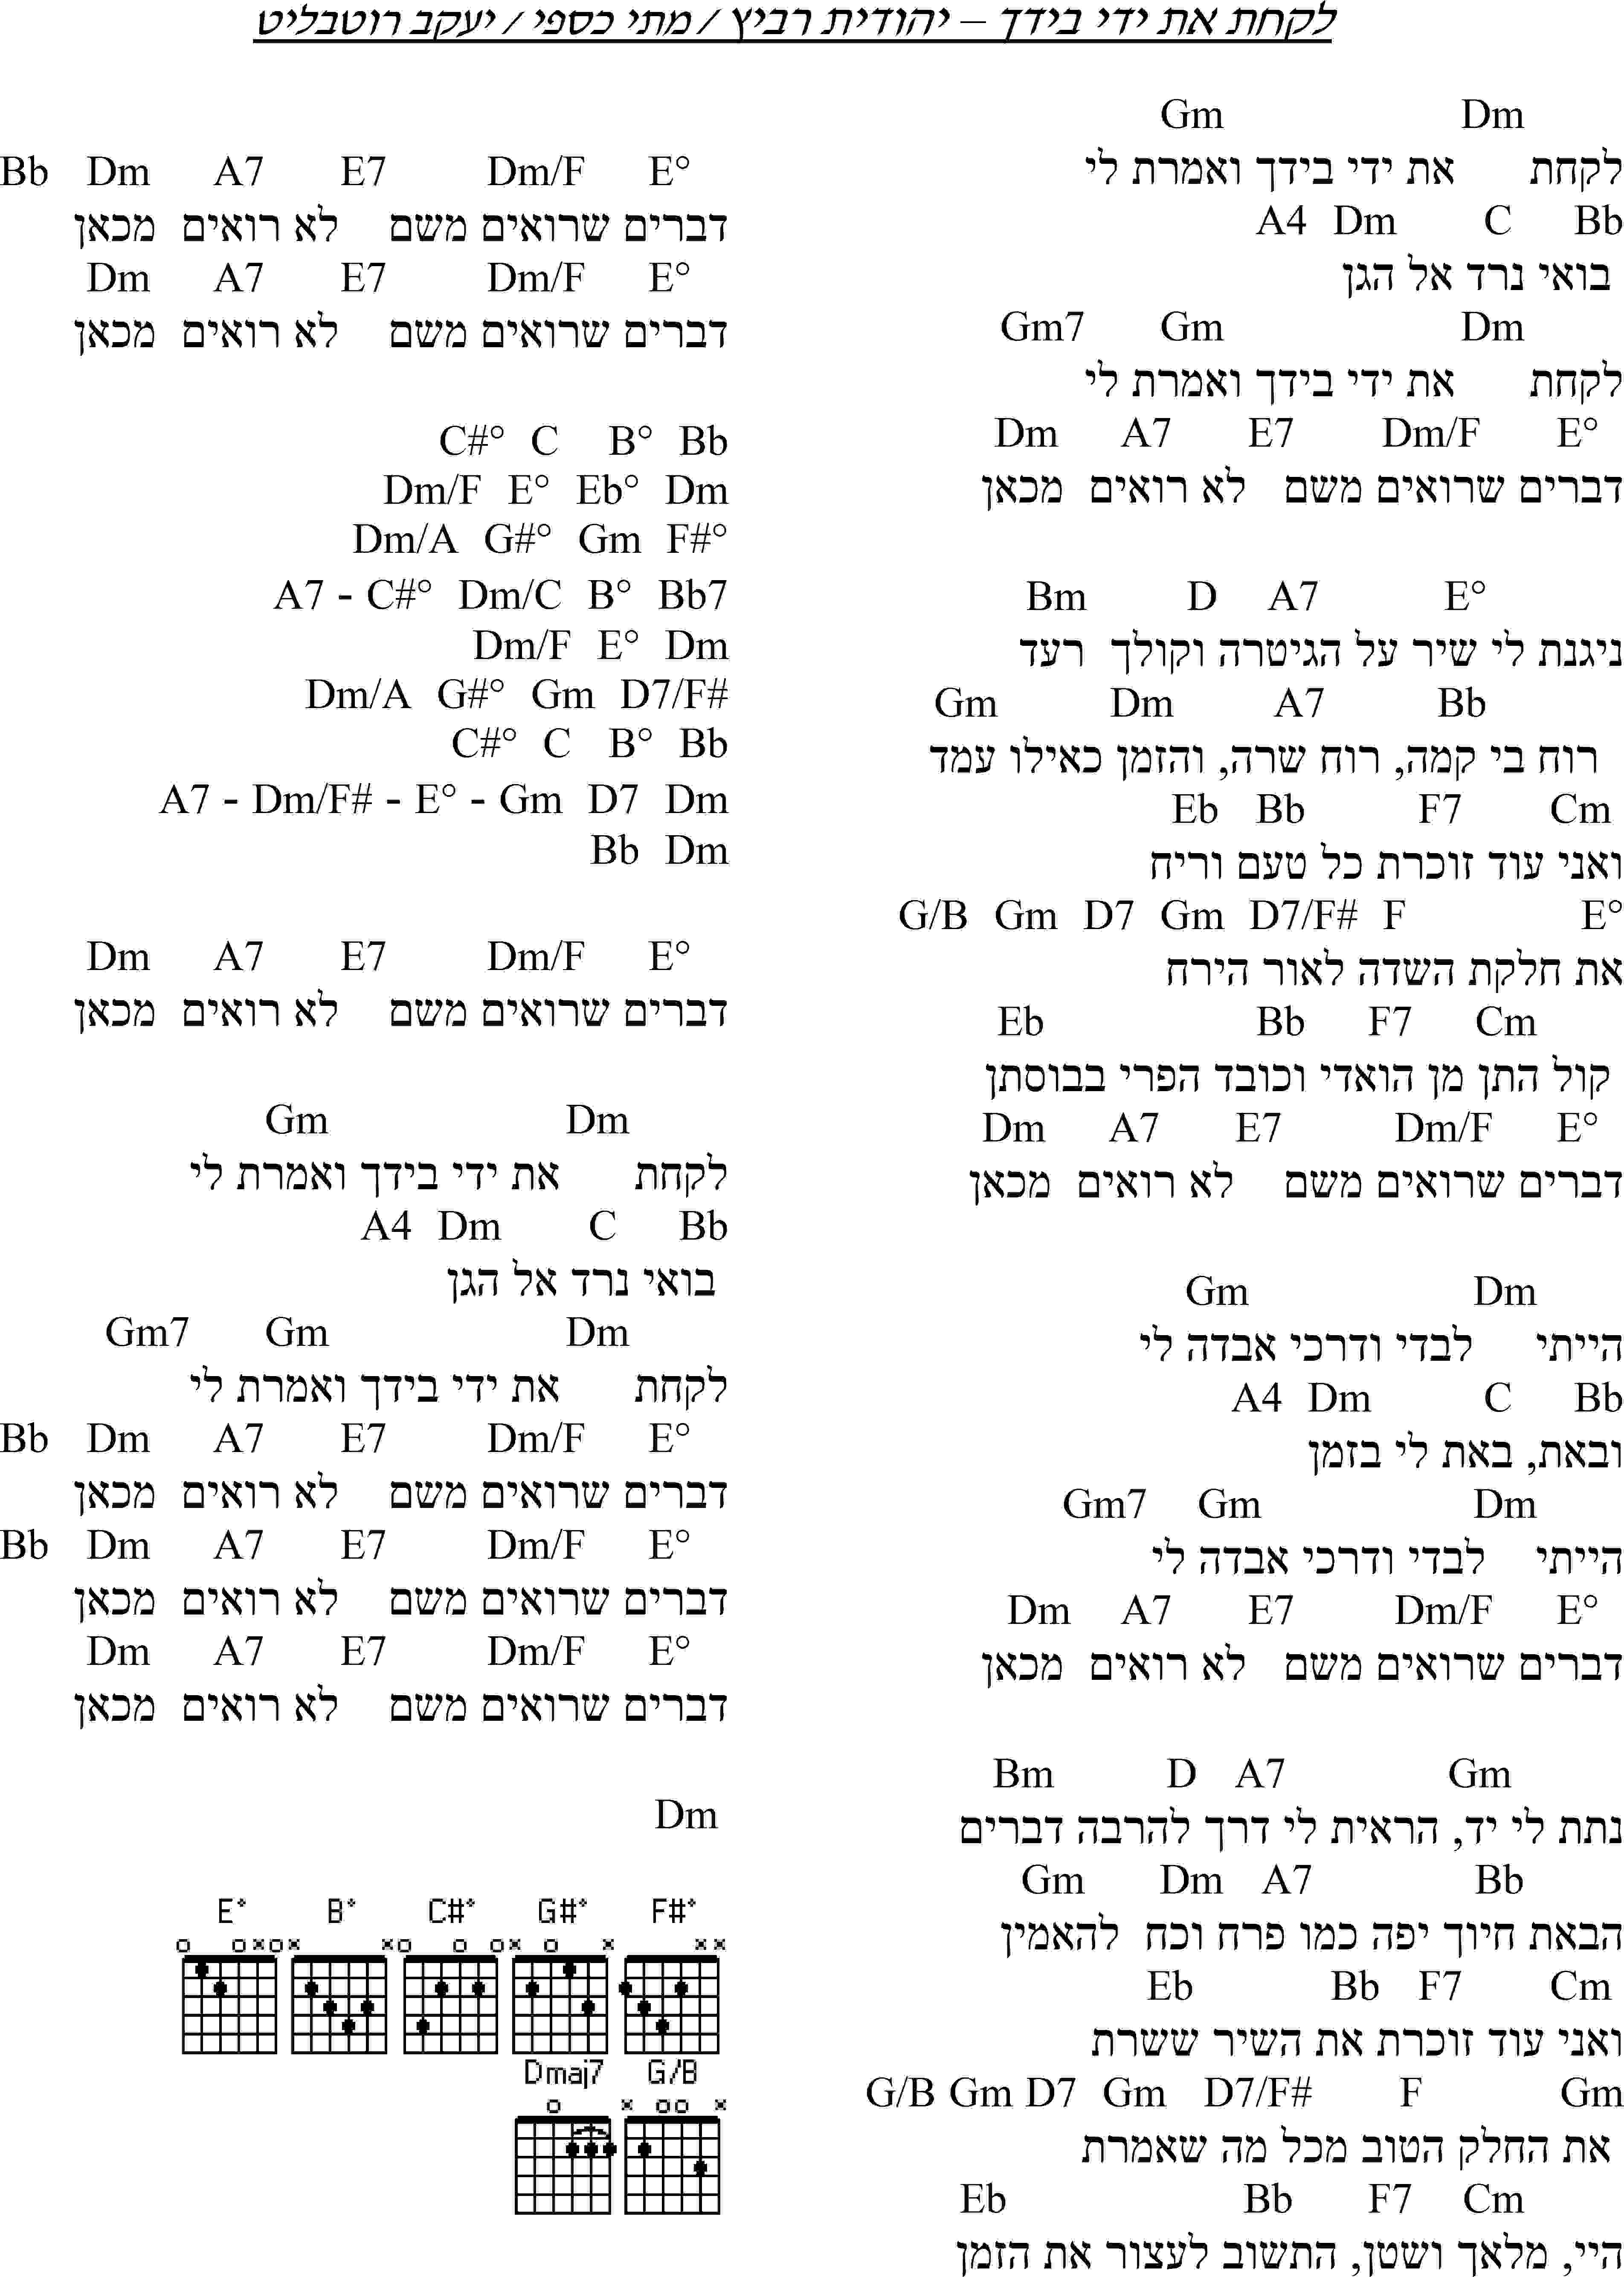 לקחת את ידי בידך – יהודית רביץ / מתי כספי / יעקב רוטבליט
Gm Dm
לקחת את ידי בידך ואמרת לי
A4 Dm C Bb
בואי נרד אל הגן
Gm7 Gm Dm
לקחת את ידי בידך ואמרת לי
Dm A7 E7 Dm/F E°
דברים שרואים משם לא רואים מכאן
Bm D A7 E°
ניגנת לי שיר על הגיטרה וקולך רעד
Gm Dm A7 Bb
רוח בי קמה, רוח שרה, והזמן כאילו עמד
Eb Bb F7 Cm
ואני עוד זוכרת כל טעם וריח
G/B Gm D7 Gm D7/F# F E°
את חלקת השדה לאור הירח
Eb Bb F7 Cm
קול התן מן הואדי וכובד הפרי בבוסתן
Dm A7 E7 Dm/F E°
דברים שרואים משם לא רואים מכאן
Gm Dm
הייתי לבדי ודרכי אבדה לי
A4 Dm C Bb
ובאת, באת לי בזמן
Gm7 Gm Dm
הייתי לבדי ודרכי אבדה לי
Dm A7 E7 Dm/F E°
דברים שרואים משם לא רואים מכאן
Bm D A7 Gm
נתת לי יד, הראית לי דרך להרבה דברים
Gm Dm A7 Bb
הבאת חיוך יפה כמו פרח וכח להאמין
Eb Bb F7 Cm
ואני עוד זוכרת את השיר ששרת
G/B Gm D7 Gm D7/F# F Gm
את החלק הטוב מכל מה שאמרת
Eb Bb F7 Cm
היי, מלאך ושטן, התשוב לעצור את הזמן
Bb Dm A7 E7 Dm/F E°
דברים שרואים משם לא רואים מכאן
Dm A7 E7 Dm/F E°
דברים שרואים משם לא רואים מכאן
C#° C B° Bb
Dm/F E° Eb° Dm
Dm/A G#° Gm F#°
A7 - C#° Dm/C B° Bb7
Dm/F E° Dm
Dm/A G#° Gm D7/F#
C#° C B° Bb
A7 - Dm/F# - E° - Gm D7 Dm
Bb Dm
Dm A7 E7 Dm/F E°
דברים שרואים משם לא רואים מכאן
Gm Dm
לקחת את ידי בידך ואמרת לי
A4 Dm C Bb
בואי נרד אל הגן
Gm7 Gm Dm
לקחת את ידי בידך ואמרת לי
Bb Dm A7 E7 Dm/F E°
דברים שרואים משם לא רואים מכאן
Bb Dm A7 E7 Dm/F E°
דברים שרואים משם לא רואים מכאן
Dm A7 E7 Dm/F E°
דברים שרואים משם לא רואים מכאן
Dm
E° B° C#° G#° F#°
Dmaj7 G/B